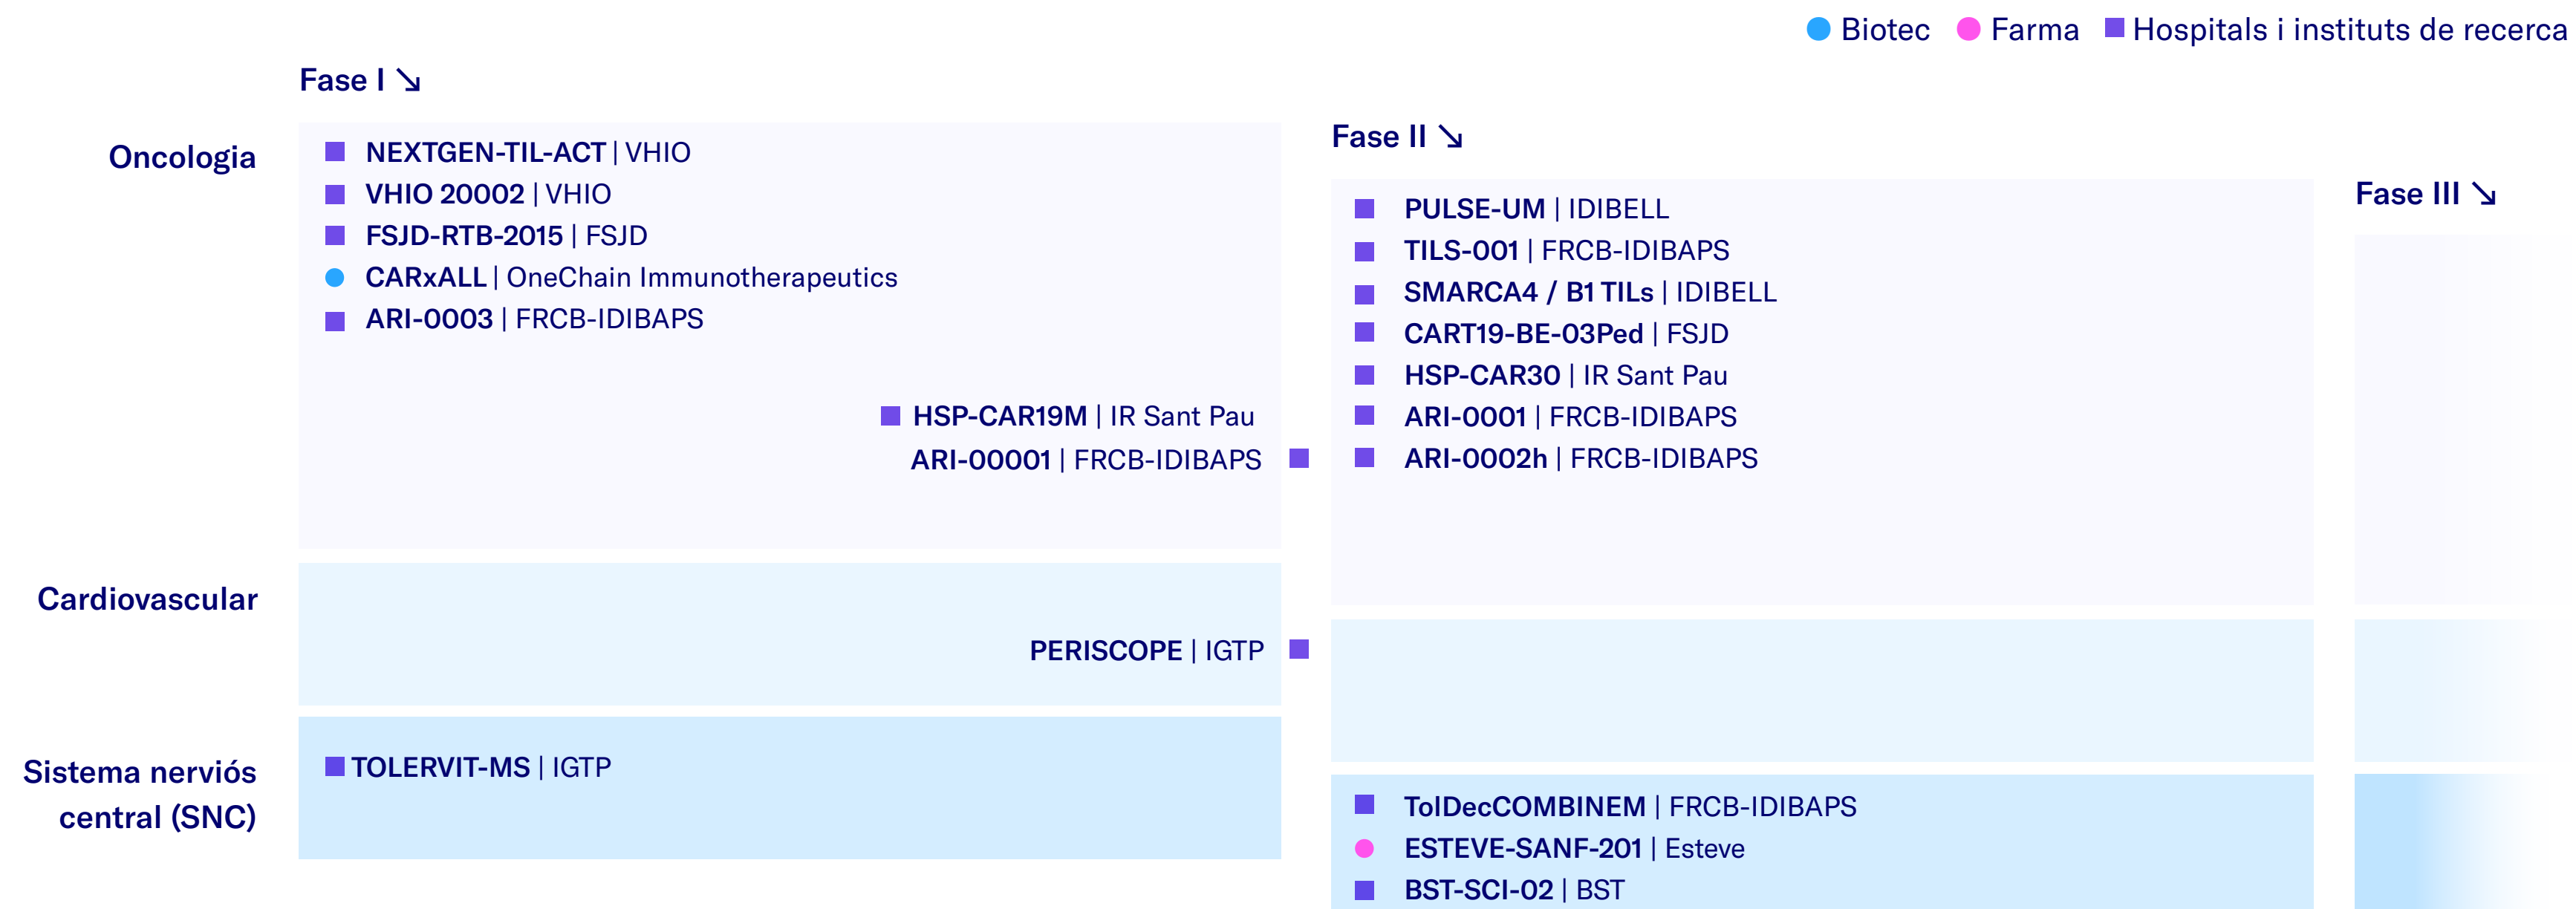 Biotec Farma Hospitals i instituts de recerca
Fase I ↘
Oncologia
NEXTGEN-TIL-ACT | VHIO
VHIO 20002 | VHIO
FSJD-RTB-2015 | FSJD
CARxALL | OneChain Immunotherapeutics
ARI-0003 | FRCB-IDIBAPS
HSP-CAR19M | IR Sant Pau
ARI-00001 | FRCB-IDIBAPS
Fase II ↘
PULSE-UM | IDIBELL
TILS-001 | FRCB-IDIBAPS
SMARCA4 / B1 TILs | IDIBELL
CART19-BE-03Ped | FSJD
HSP-CAR30 | IR Sant Pau
ARI-0001 | FRCB-IDIBAPS
ARI-0002h | FRCB-IDIBAPS
Fase III ↘
Cardiovascular
PERISCOPE | IGTP
Sistema nerviós
central (SNC)
TOLERVIT-MS | IGTP
TolDecCOMBINEM | FRCB-IDIBAPS
ESTEVE-SANF-201 | Esteve
BST-SCI-02 | BST